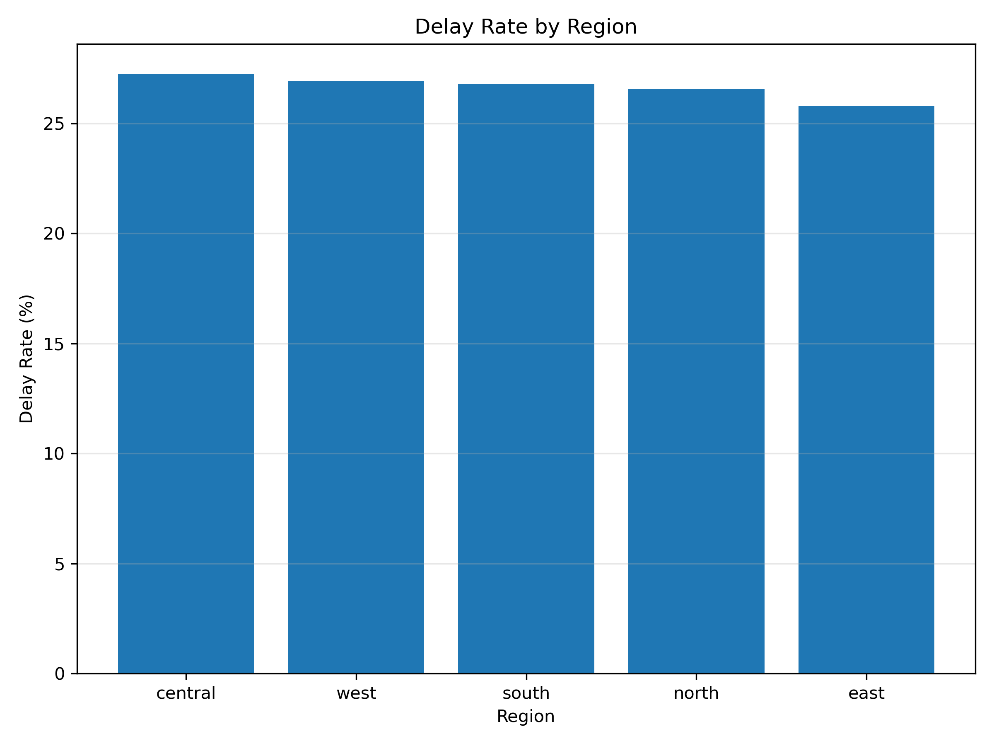 Delay Rate by Region
Delay Rate (%)
25
20
15
10
5
0
central
west
south
north
east
Region